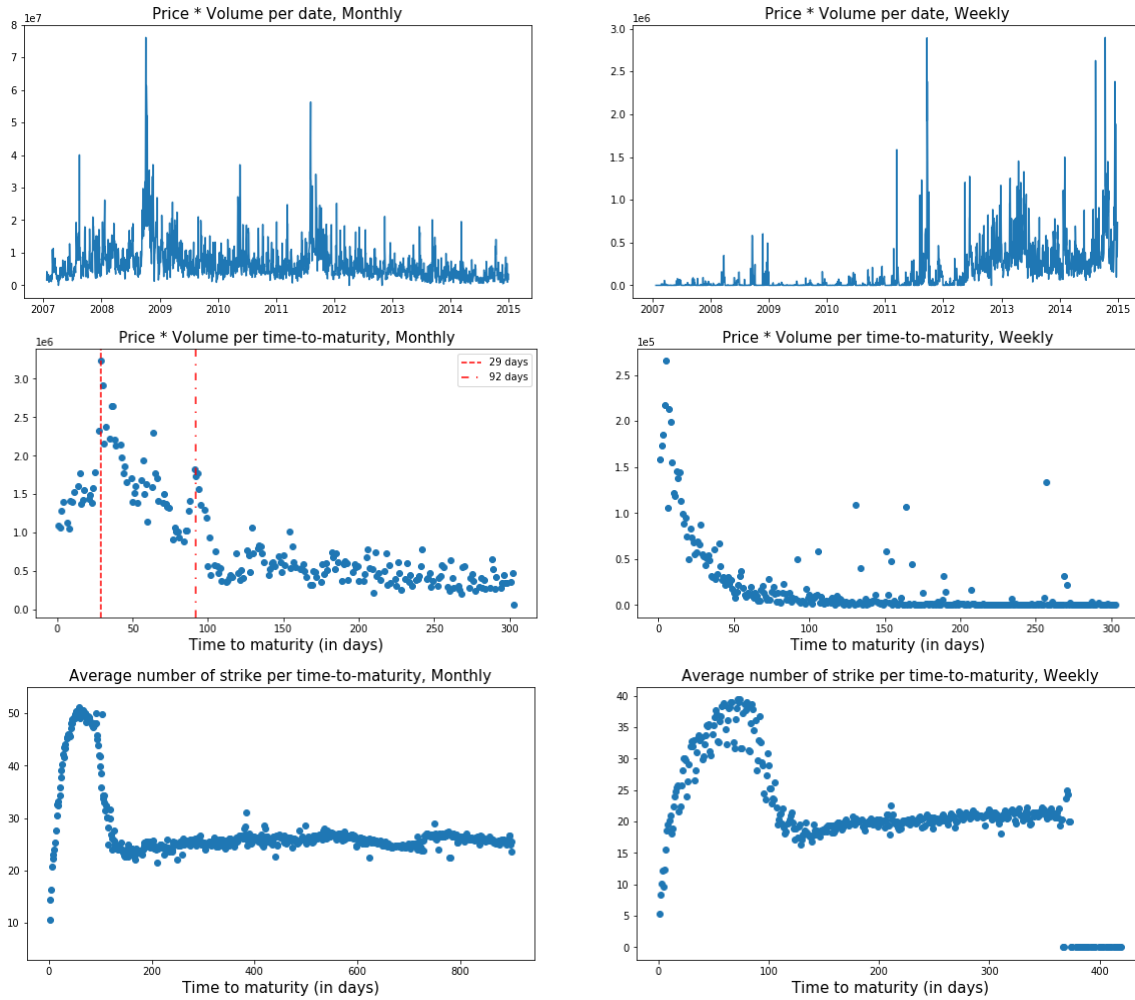 Price * Volume per date, Monthly
1e7
8
7
6
5
4
3
2
1
0
2007 2008 2009 2010 2011 2012 2013 2014 2015
Price * Volume per date, Weekly
1e6
3.0
2.5
2.0
1.5
1.0
0.5
0.0
2007 2008 2009 2010 2011 2012 2013 2014 2015
Price * Volume per time-to-maturity, Monthly
1e6
29 days
92 days
3.0
2.5
2.0
1.5
1.0
0.5
0.0
0 50 100 150 200 250 300
Time to maturity (in days)
Price * Volume per time-to-maturity, Weekly
1e5
2.5
2.0
1.5
1.0
0.5
0.0
0 50 100 150 200 250 300
Time to maturity (in days)
Average number of strike per time-to-maturity, Monthly
50
40
30
20
10
0 200 400 600 800
Time to maturity (in days)
Average number of strike per time-to-maturity, Weekly
40
35
30
25
20
15
10
5
0
0 100 200 300 400
Time to maturity (in days)